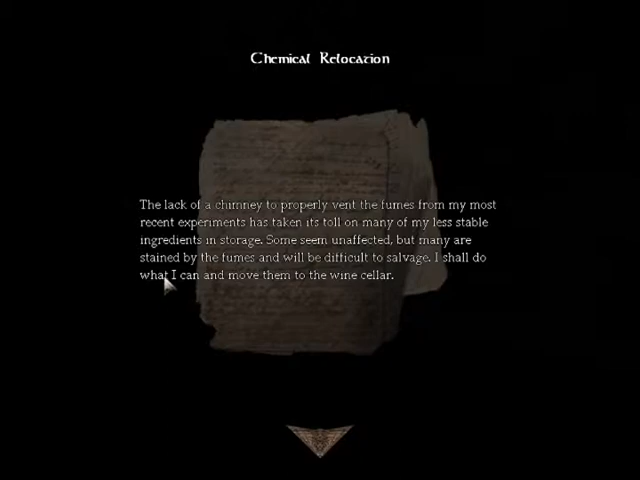 Chemical Relocation
The lack of a chimney to properly vent the fumes from my most
recent experiments has taken its toll on many of my less stable
ingredients in storage. Some seem unaffected, but many are
stained by the fumes and will be difficult to salvage. I shall do
what I can and move them to the wine cellar.